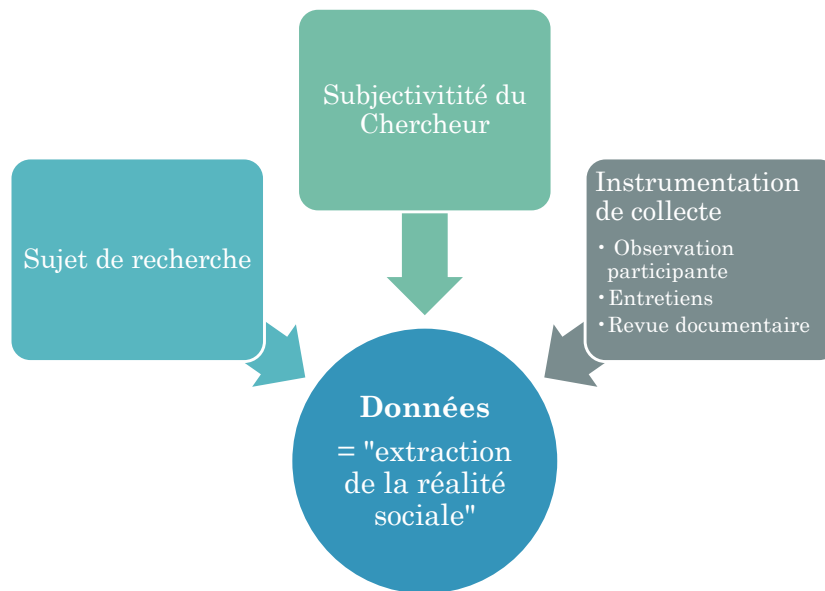 Subjectivitité du
Chercheur
Sujet de recherche
Instrumentation
de collecte
• Observation
participante
• Entretiens
• Revue documentaire
Données
= "extraction
de la réalité
sociale"